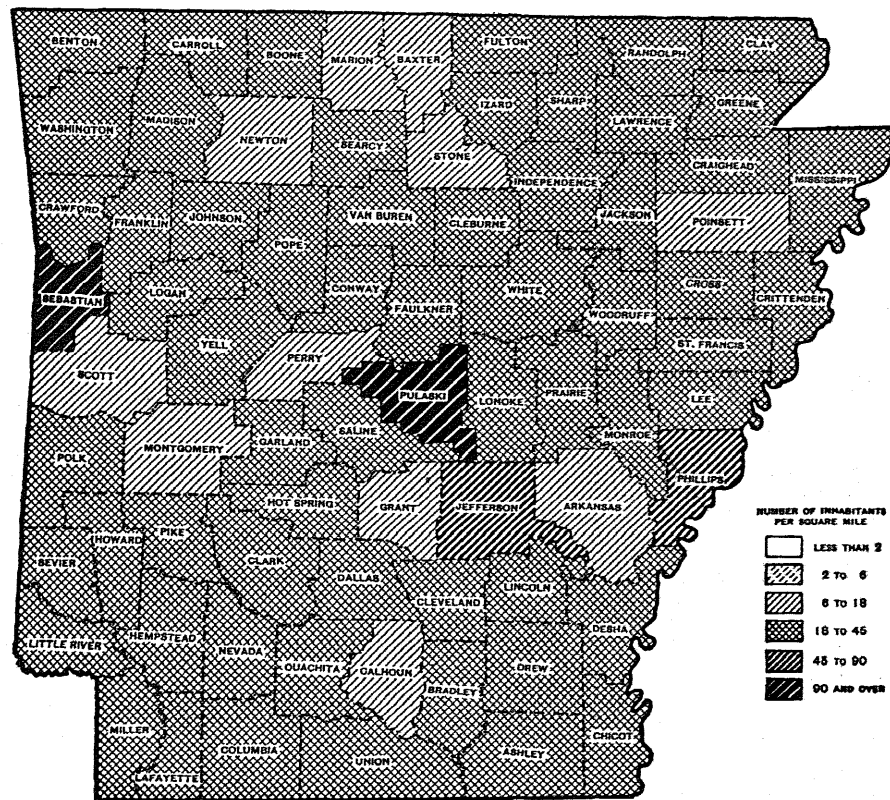 BENTON
CARROLL
BOONE
MARION
BAXTER
FULTON
RANDOLPH
CLAY
IZARD
SHARP
LAWRENCE
GREENE
WASHINGTON
MADISON
NEWTON
SEARCY
STONE
INDEPENDENCE
CRAIGHEAD
MISSISSIPPI
CRAWFORD
FRANKLIN
JOHNSON
POPE
VAN BUREN
CLEBURNE
JACKSON
POINSETT
SEBASTIAN
LOGAN
YELL
CONWAY
FAULKNER
WHITE
WOODRUFF
CROSS
CRITTENDEN
ST. FRANCIS
SCOTT
PERRY
PULASKI
LONOKE
PRAIRIE
LEE
MONROE
POLK
MONTGOMERY
GARLAND
SALINE
HOT SPRING
GRANT
JEFFERSON
ARKANSAS
PHILLIPS
SEVIER
HOWARD
PIKE
CLARK
DALLAS
CLEVELAND
LINCOLN
DESHA
LITTLE RIVER
HEMPSTEAD
NEVADA
OUACHITA
CALHOUN
BRADLEY
DREW
MILLER
LAFAYETTE
COLUMBIA
UNION
ASHLEY
CHICOT
NUMBER OF INHABITANTS
PER SQUARE MILE
LESS THAN 2
2 TO 6
6 TO 18
18 TO 45
45 TO 90
90 AND OVER